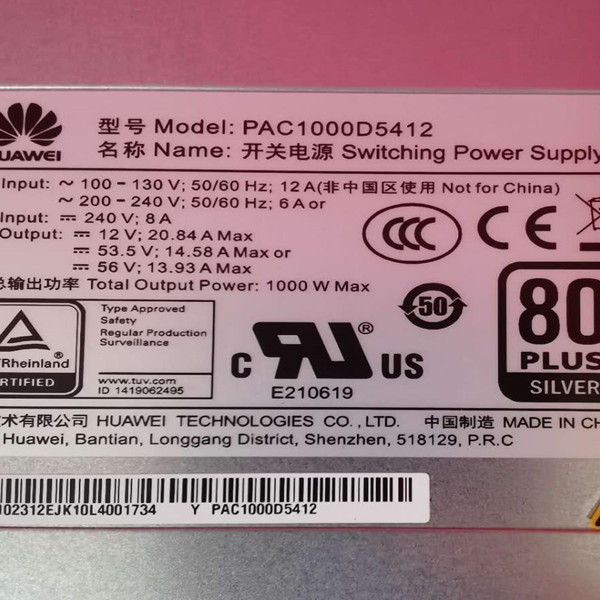 型号 Model: PAC1000D5412
HUAWEI
名称 Name: 开关电源 Switching Power Supply
Input: ~ 100 – 130 V; 50/60 Hz; 12 A(非中国区使用 Not for China)
~ 200 – 240 V; 50/60 Hz; 6 A or
Input: ⎓ 240 V; 8 A
Output: ⎓ 12 V; 20.84 A Max
⎓ 53.5 V; 14.58 A Max or
⎓ 56 V; 13.93 A Max
总输出功率 Total Output Power: 1000 W Max
CCC
CE
50
80
PLUS
SILVER
TÜVRheinland
CERTIFIED
Type Approved
Safety
Regular Production
Surveillance
www.tuv.com
ID 1419062495
c RU ® US
E210619
技术有限公司 HUAWEI TECHNOLOGIES CO., LTD. 中国制造 MADE IN CH
Huawei, Bantian, Longgang District, Shenzhen, 518129, P.R.C
02312EJK10L4001734 Y PAC1000D5412